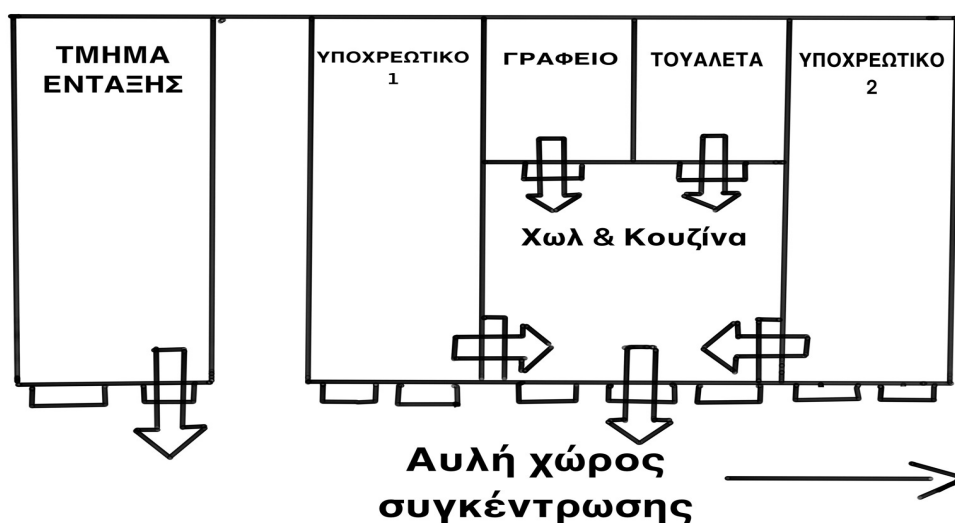 ΤΜΗΜΑ
ΕΝΤΑΞΗΣ
ΥΠΟΧΡΕΩΤΙΚΟ
1
ΓΡΑΦΕΙΟ
ΤΟΥΑΛΕΤΑ
ΥΠΟΧΡΕΩΤΙΚΟ
2
Χωλ & Κουζίνα
Αυλή χώρος
συγκέντρωσης